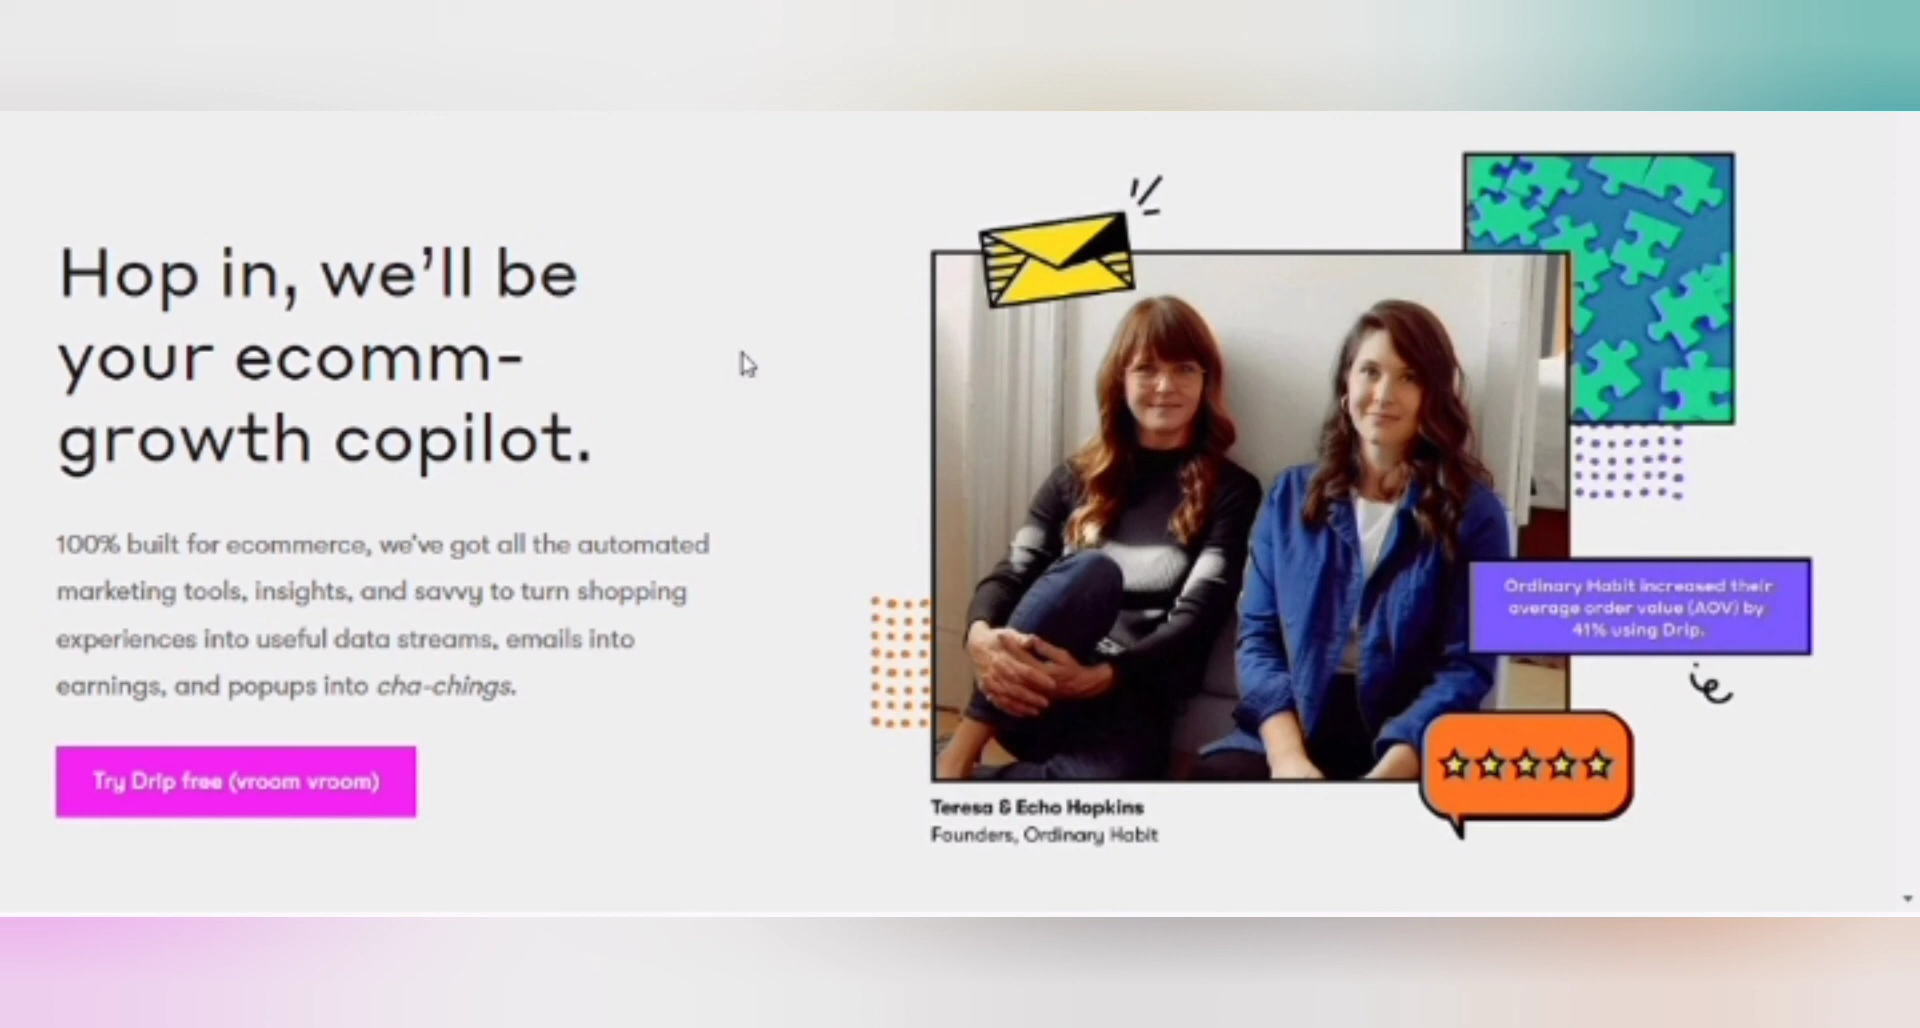 Hop in, we’ll be
your ecomm-
growth copilot.
100% built for ecommerce, we've got all the automated
marketing tools, insights, and savvy to turn shopping
experiences into useful data streams, emails into
earnings, and popups into cha-chings.
Try Drip free (vroom vroom)
Ordinary Habit increased their
average order value (AOV) by
41% using Drip.
Teresa & Echo Hopkins
Founders, Ordinary Habit